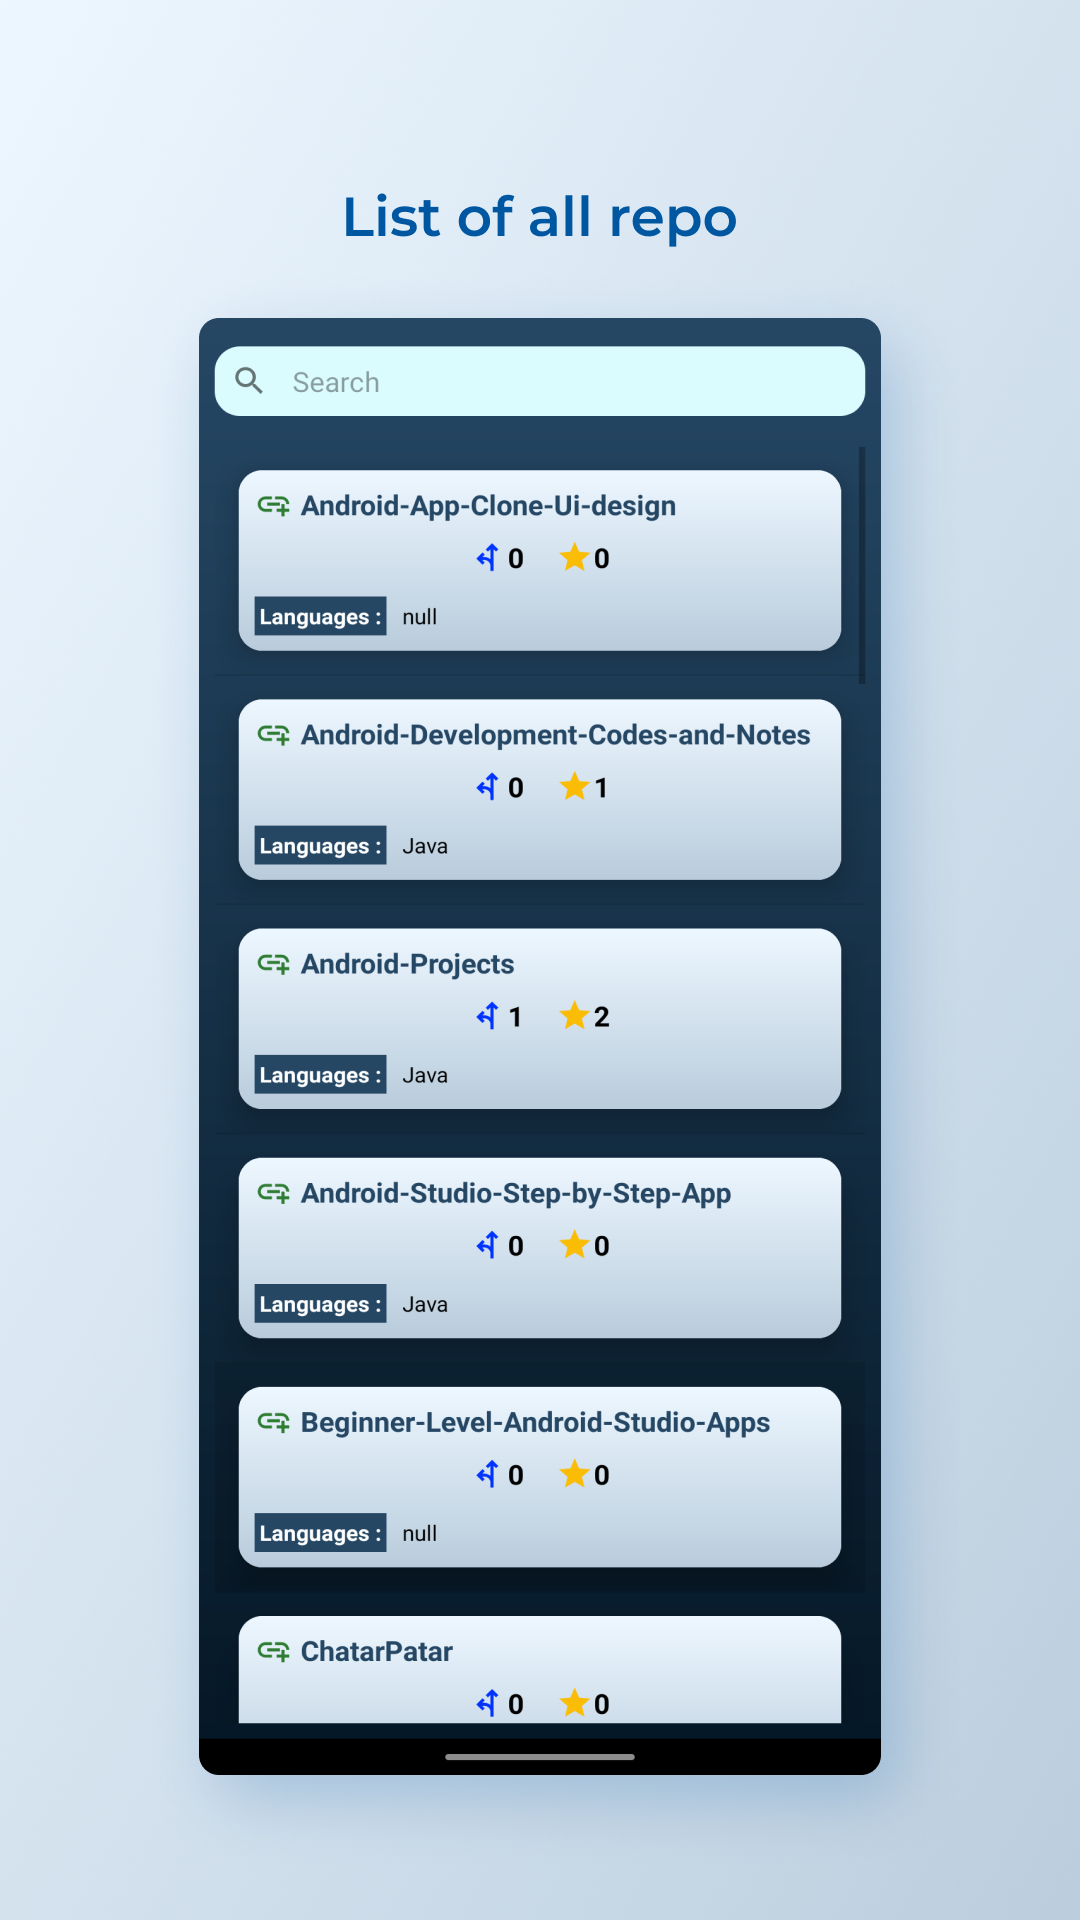 List of all repo
Search
Android-App-Clone-Ui-design
0 0
Languages : null
Android-Development-Codes-and-Notes
0 1
Languages : Java
Android-Projects
1 2
Languages : Java
Android-Studio-Step-by-Step-App
0 0
Languages : Java
Beginner-Level-Android-Studio-Apps
0 0
Languages : null
ChatarPatar
0 0